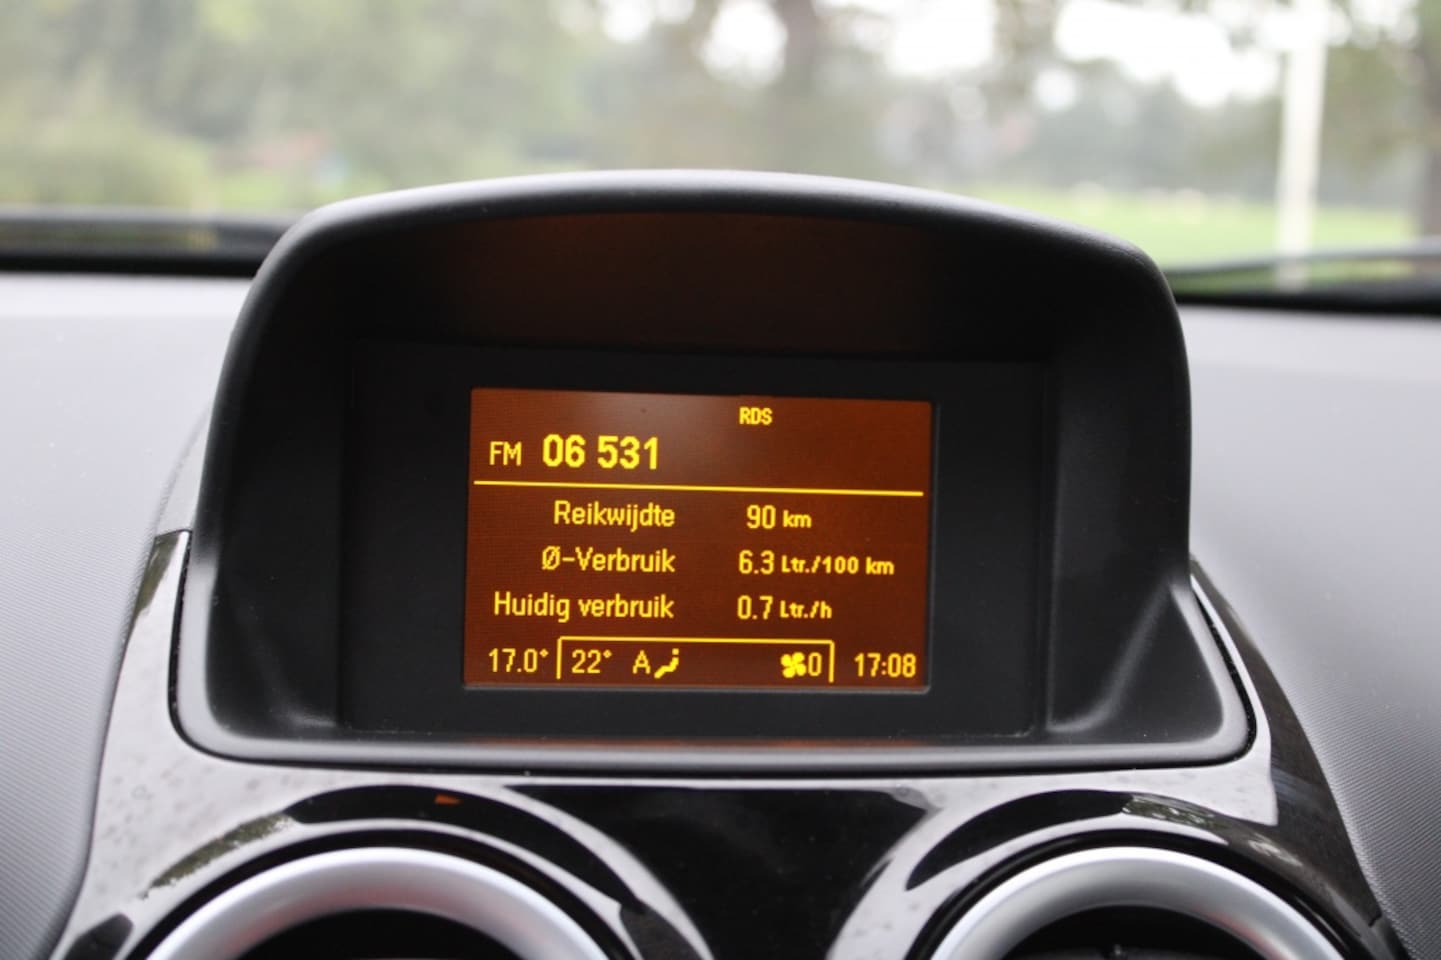 RDS
FM 06 531
Reikwijdte 90 km
Ø-Verbruik 6.3 Ltr./100 km
Huidig verbruik 0.7 Ltr./h
17.0° 22° A 0 17:08